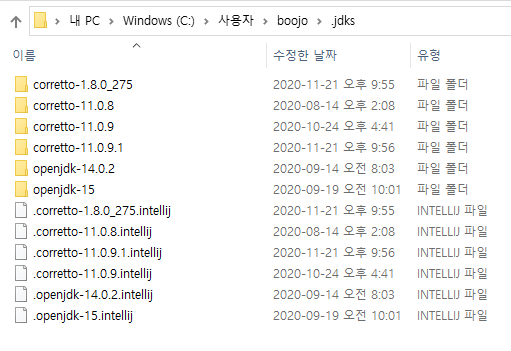 내 PC > Windows (C:) > 사용자 > boojo > .jdks
이름 수정한 날짜 유형
corretto-1.8.0_275 2020-11-21 오후 9:55 파일 폴더
corretto-11.0.8 2020-08-14 오후 2:08 파일 폴더
corretto-11.0.9 2020-10-24 오후 4:41 파일 폴더
corretto-11.0.9.1 2020-11-21 오후 9:56 파일 폴더
openjdk-14.0.2 2020-09-14 오전 8:03 파일 폴더
openjdk-15 2020-09-19 오전 10:01 파일 폴더
.corretto-1.8.0_275.intellij 2020-11-21 오후 9:55 INTELLIJ 파일
.corretto-11.0.8.intellij 2020-08-14 오후 2:08 INTELLIJ 파일
.corretto-11.0.9.1.intellij 2020-11-21 오후 9:56 INTELLIJ 파일
.corretto-11.0.9.intellij 2020-10-24 오후 4:41 INTELLIJ 파일
.openjdk-14.0.2.intellij 2020-09-14 오전 8:03 INTELLIJ 파일
.openjdk-15.intellij 2020-09-19 오전 10:01 INTELLIJ 파일